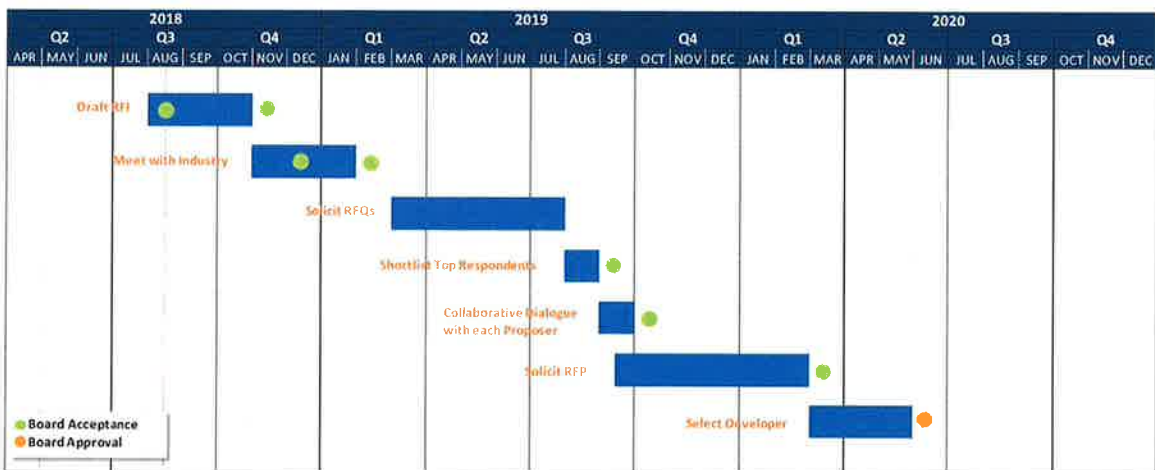 2018 2019 2020
Q2 Q3 Q4 Q1 Q2 Q3 Q4 Q1 Q2 Q3 Q4
APR MAY JUN JUL AUG SEP OCT NOV DEC JAN FEB MAR APR MAY JUN JUL AUG SEP OCT NOV DEC JAN FEB MAR APR MAY JUN JUL AUG SEP OCT NOV DEC
Draft RFI
Meet with Industry
Solicit RFQs
Shortlist Top Respondents
Collaborative Dialogue
with each Proposer
Solicit RFP
Select Developer
Board Acceptance
Board Approval